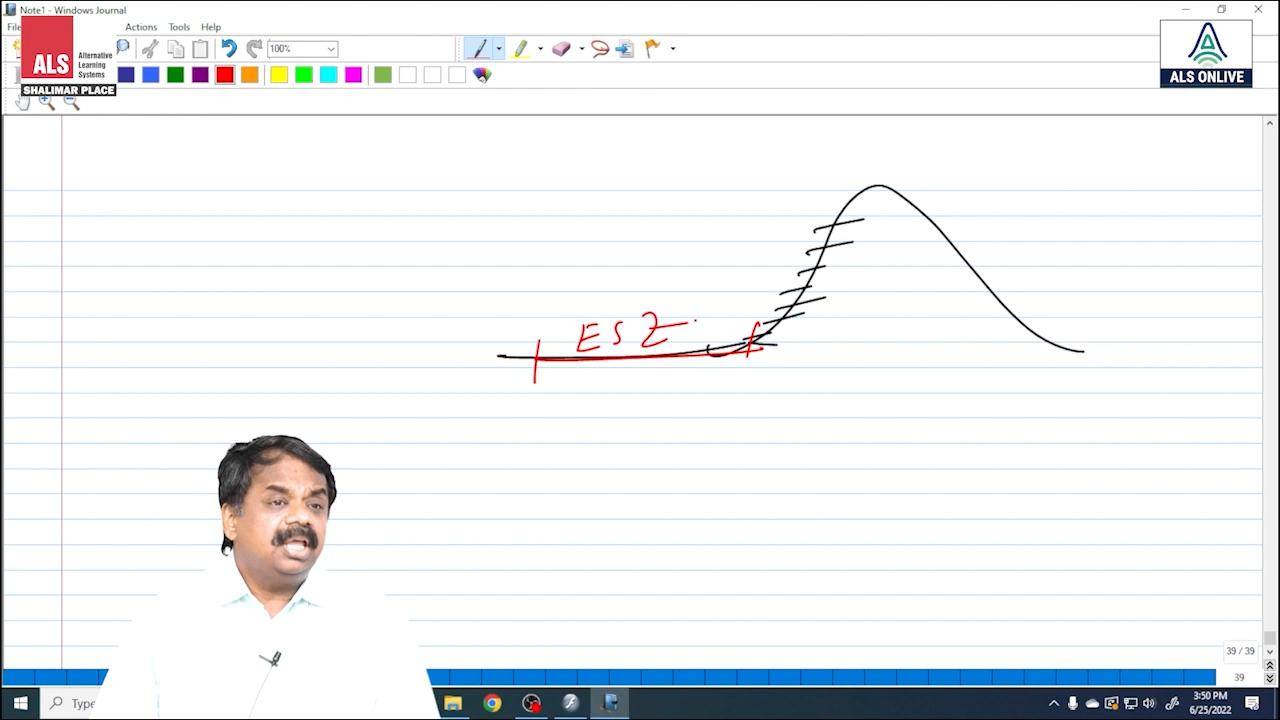 Note1 - Windows Journal
File
Actions Tools Help
ALS
Alternative
Learning
Systems
SHALIMAR PLACE
100%
ALS ONLIVE
ESZ
39 / 39
39
Type
3:50 PM
6/25/2022